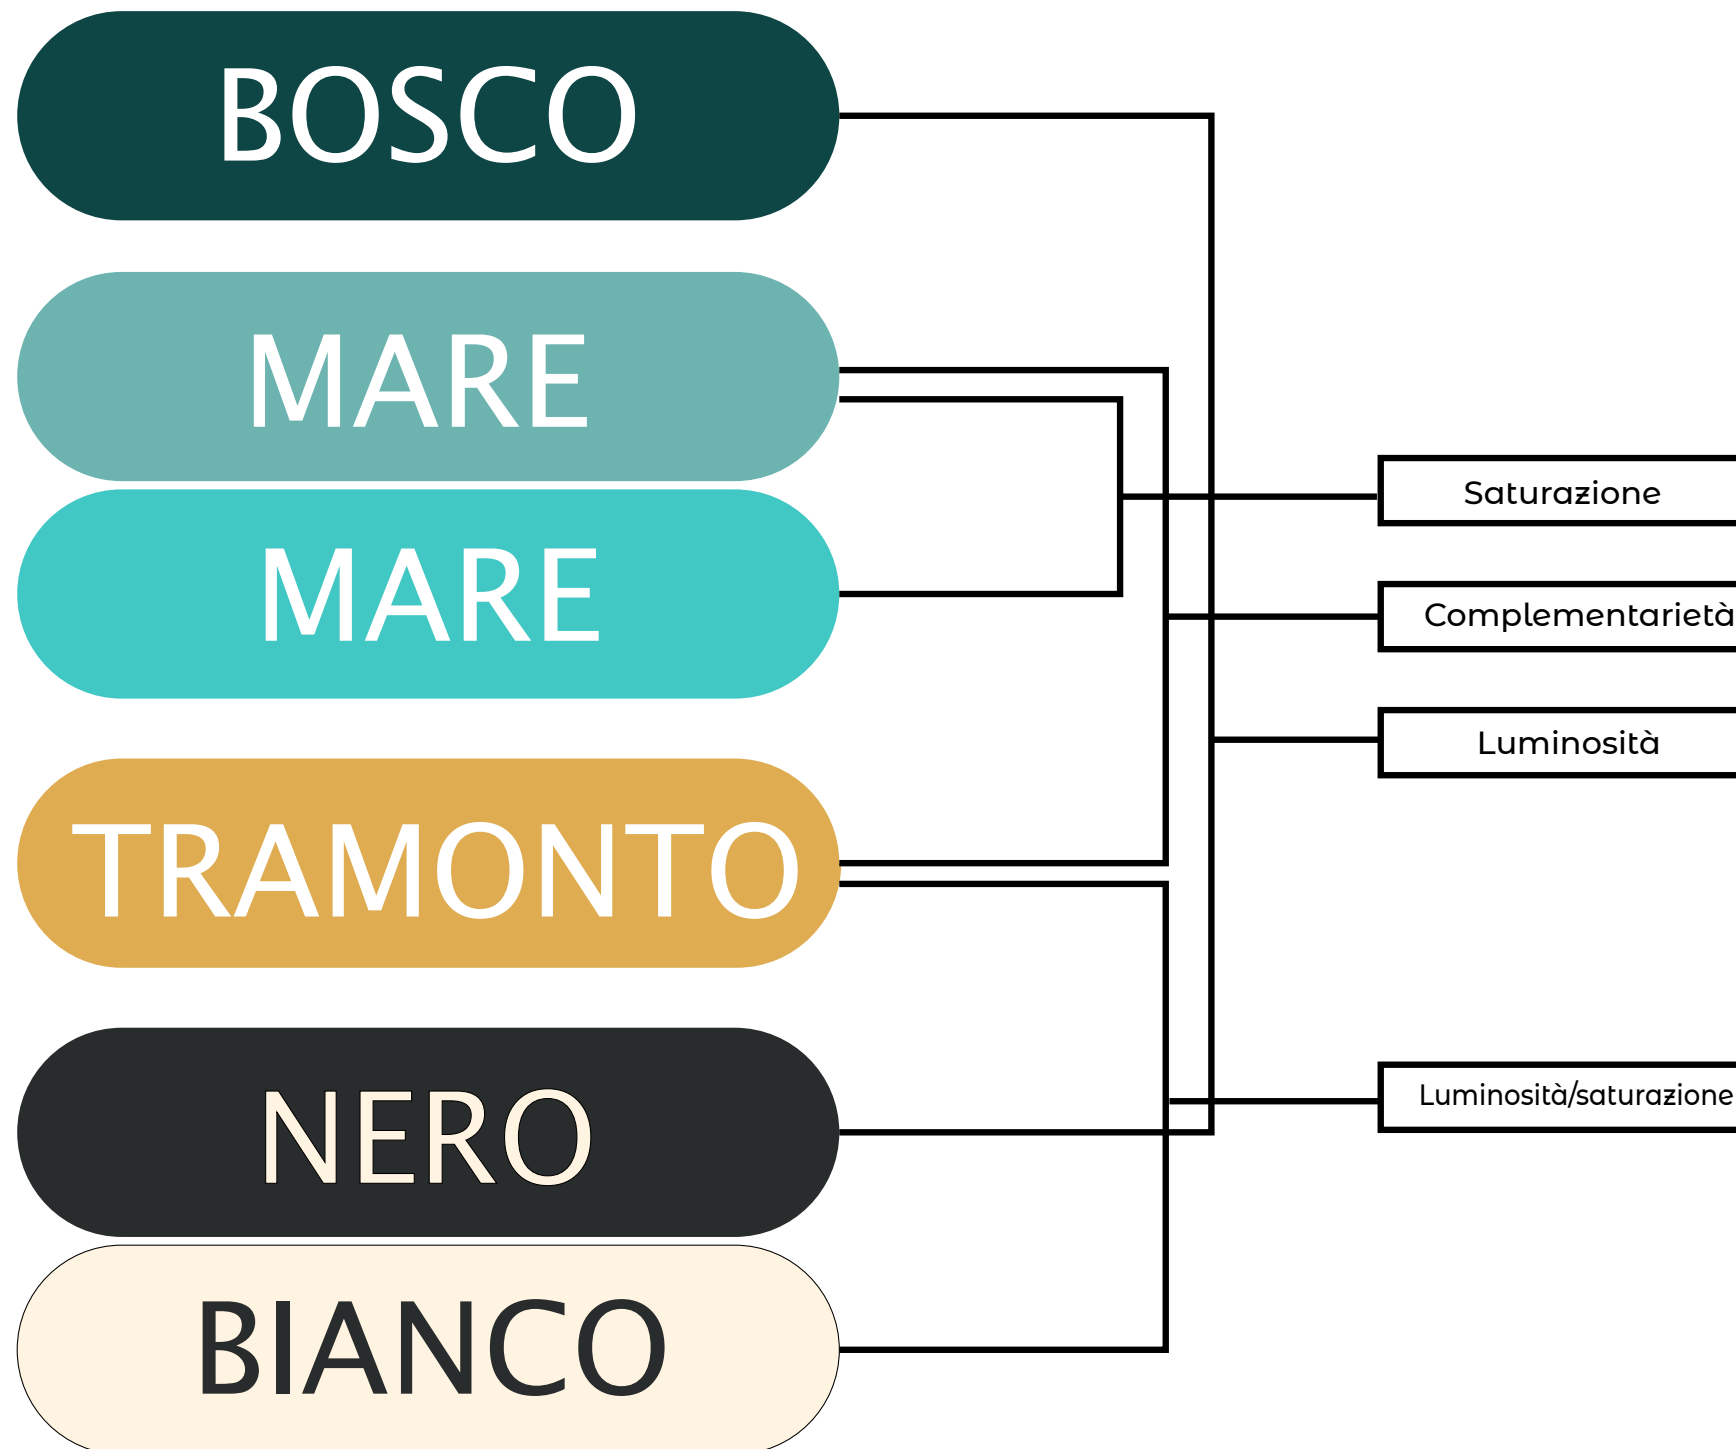 BOSCO
MARE
MARE
TRAMONTO
NERO
BIANCO
Saturazione
Complementarietà
Luminosità
Luminosità/saturazione